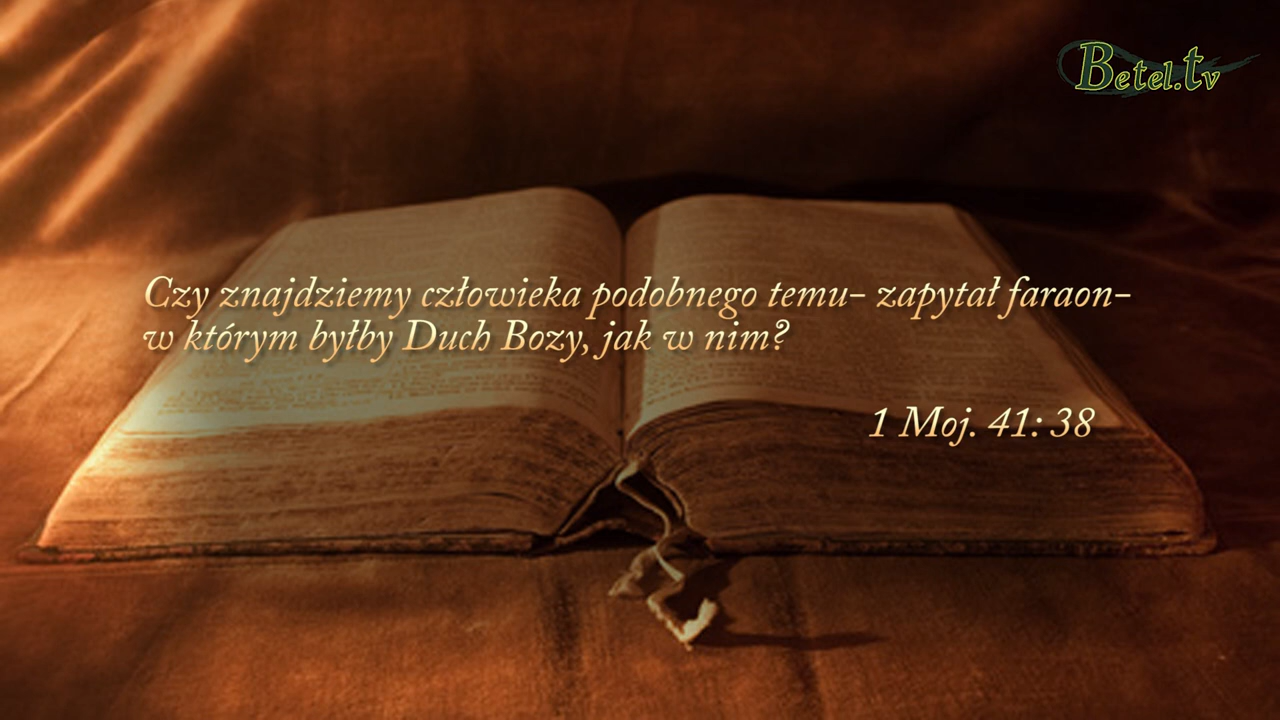 Betel.tv
Czy znajdziemy człowieka podobnego temu- zapytał faraon-
w którym byłby Duch Bozy, jak w nim?
1 Moj. 41: 38